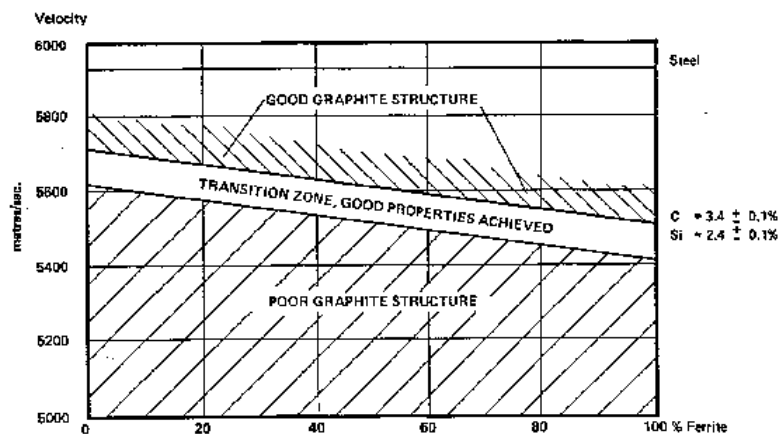 Velocity
6000
Steel
GOOD GRAPHITE STRUCTURE
5800
TRANSITION ZONE, GOOD PROPERTIES ACHIEVED
5600
metres/sec.
C = 3.4 ± 0.1%
Si = 2.4 ± 0.1%
5400
POOR GRAPHITE STRUCTURE
5200
5000
0 20 40 60 80 100 % Ferrite